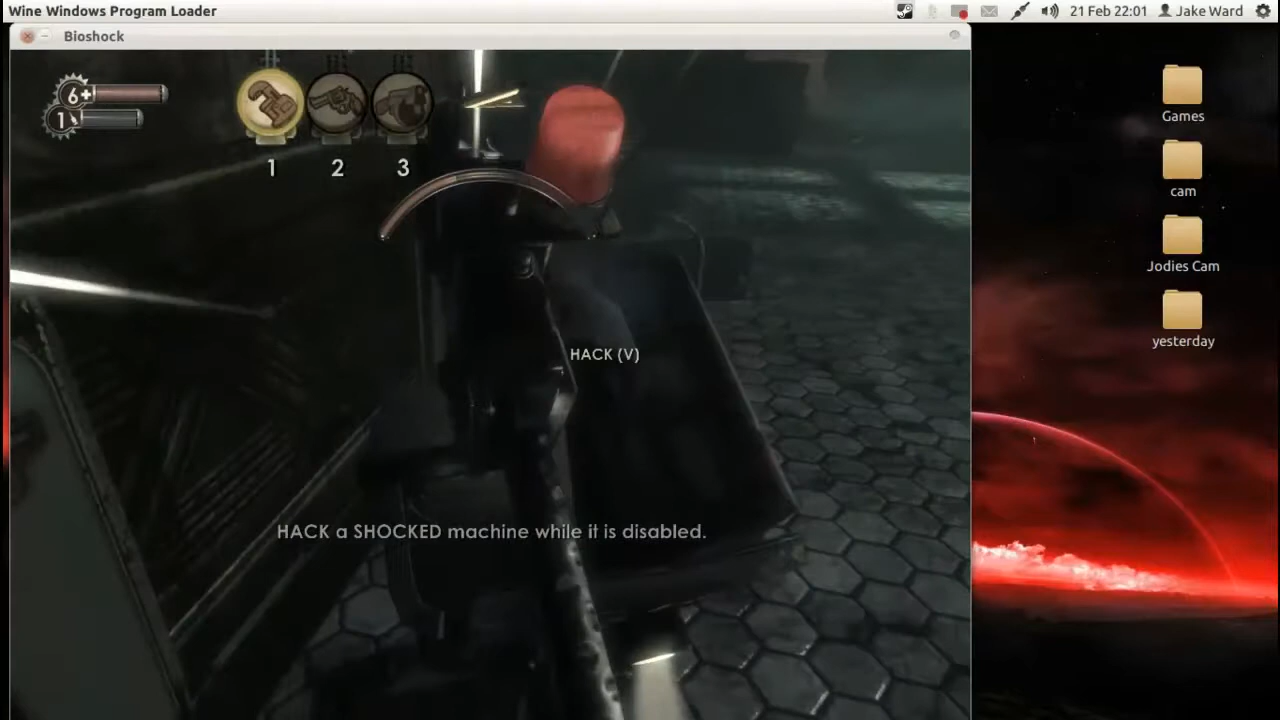 Wine Windows Program Loader
21 Feb 22:01
Jake Ward
Bioshock
6+
1
1
2
3
Games
cam
Jodies Cam
yesterday
HACK (V)
HACK a SHOCKED machine while it is disabled.